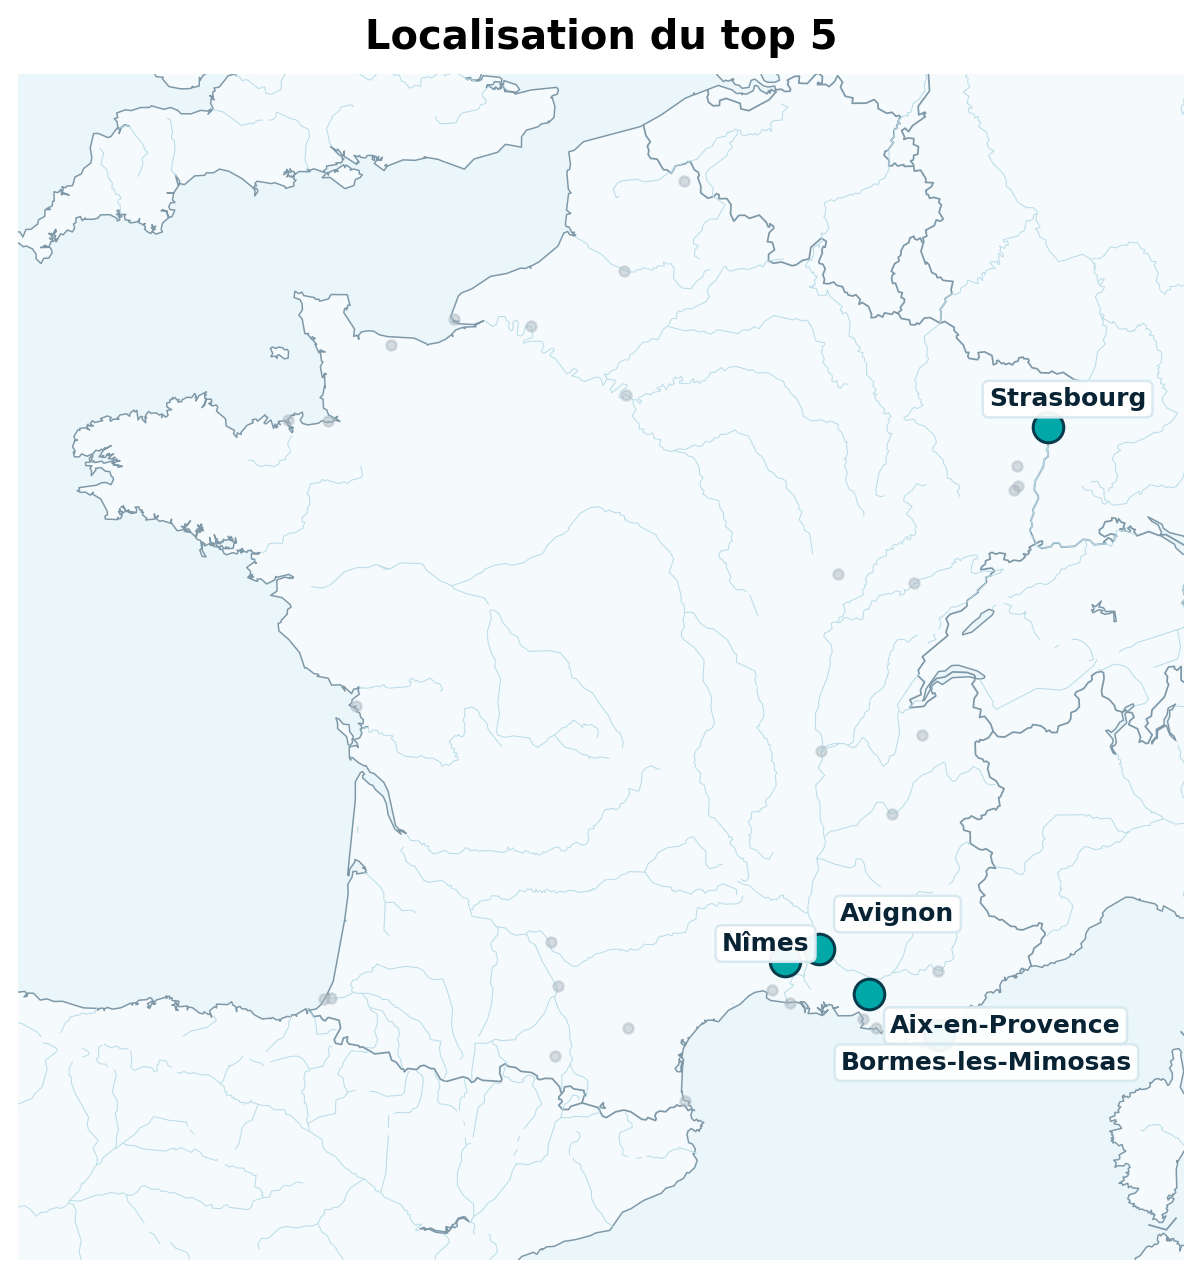 Localisation du top 5
Strasbourg
Avignon
Nîmes
Aix-en-Provence
Bormes-les-Mimosas